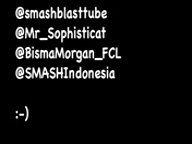 @smashblasttube
@Mr_Sophisticat
@BismaMorgan_FCL
@SMASHIndonesia
:-)